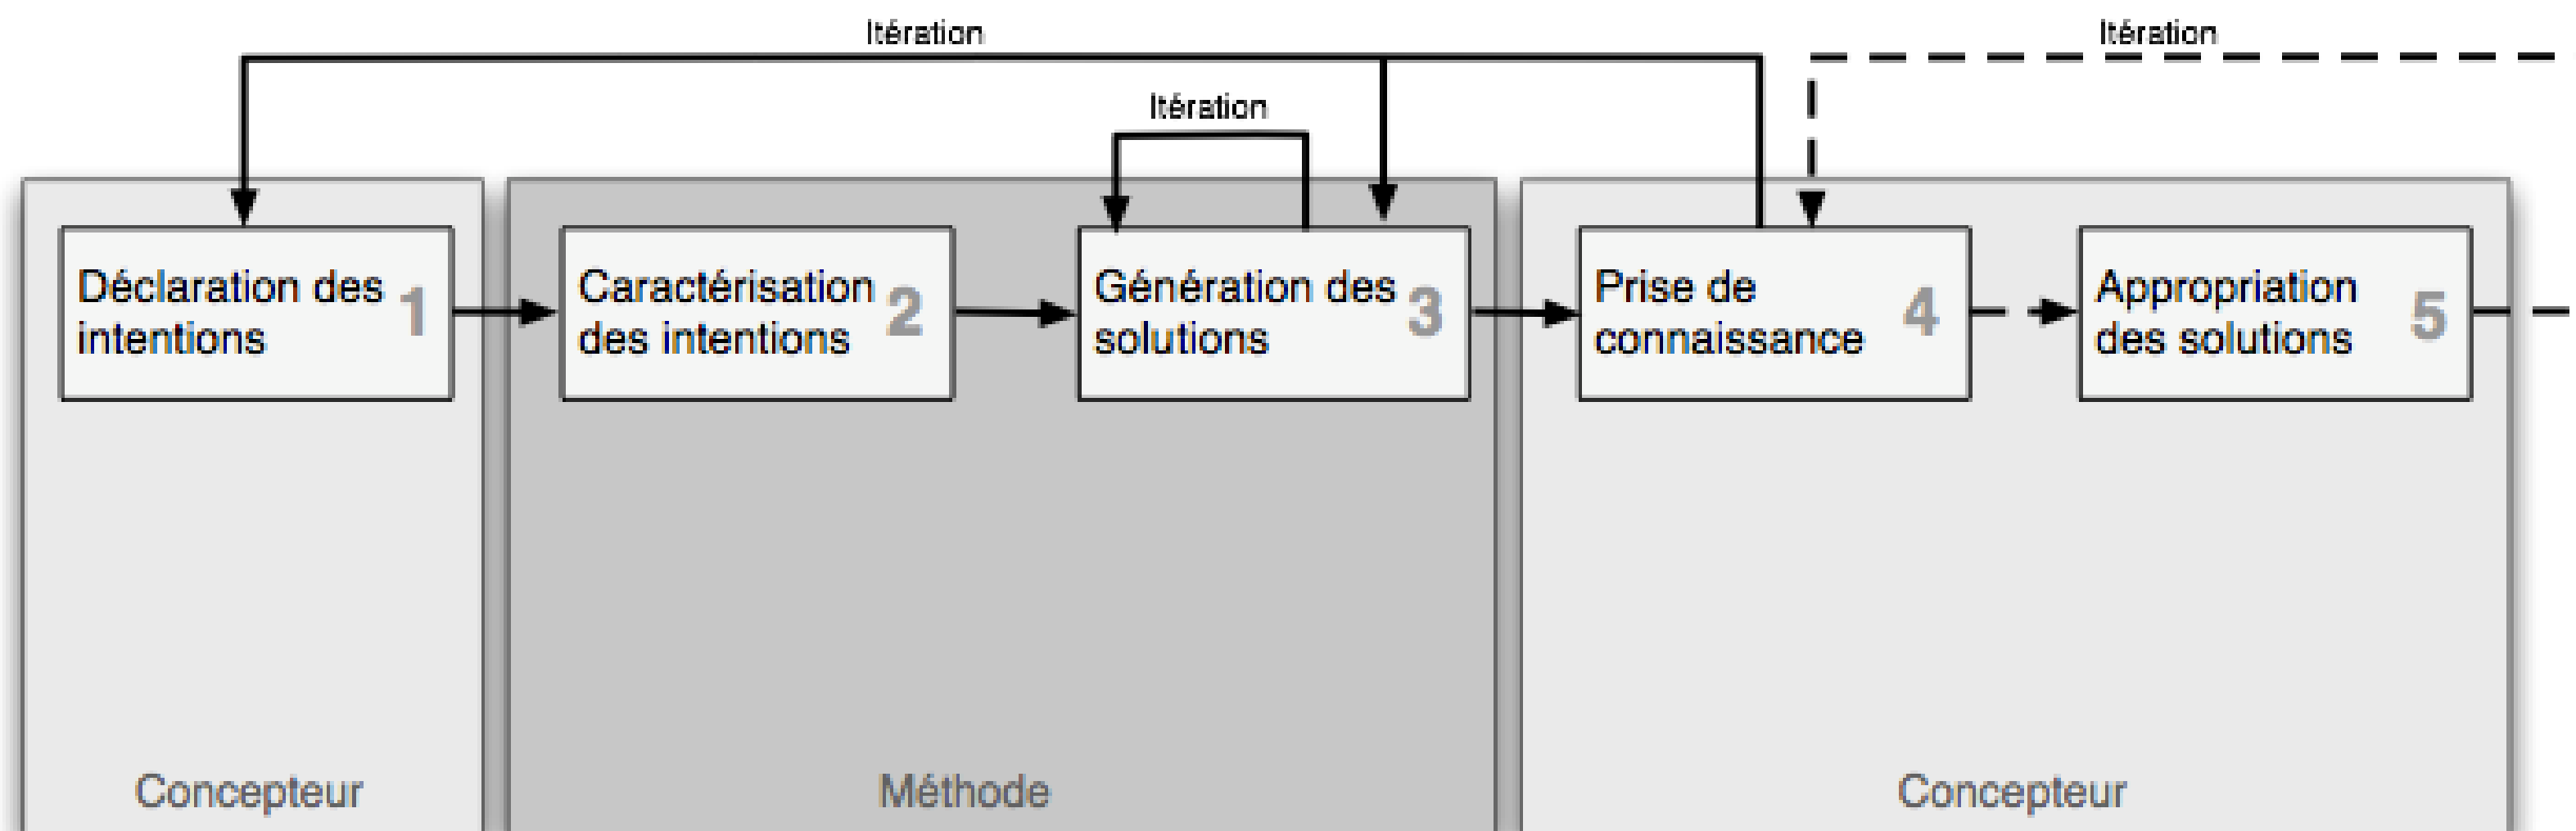 Itération
Itération
Itération
Déclaration des
intentions
1
Caractérisation
des intentions
2
Génération des
solutions
3
Prise de
connaissance
4
Appropriation
des solutions
5
Concepteur
Méthode
Concepteur